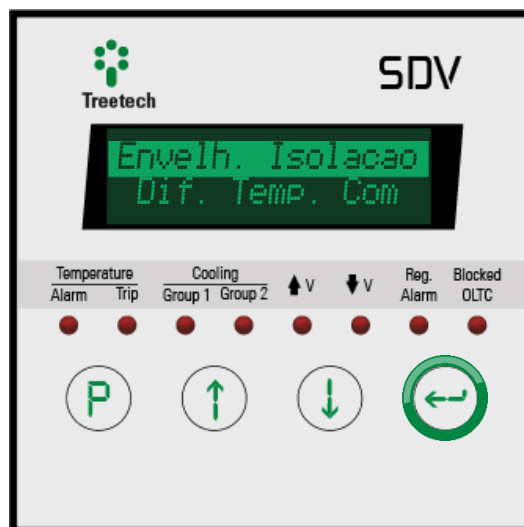 Treetech
SDV
Envelh. Isolacao
Dif. Temp. Com
Temperature
Alarm Trip
Cooling
Group 1 Group 2
V
V
Reg.
Alarm
Blocked
OLTC
P